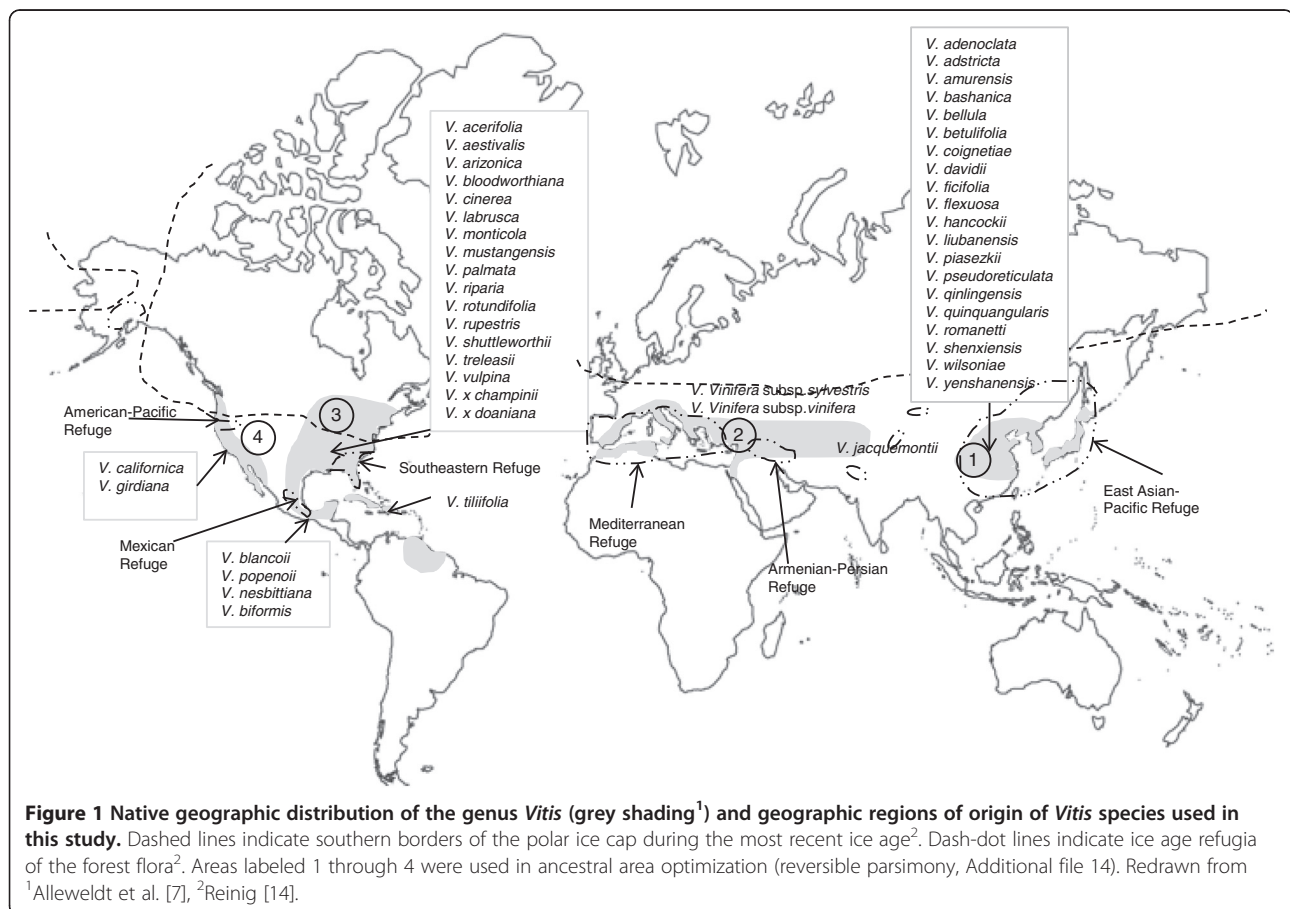 V. acerifolia
V. aestivalis
V. arizonica
V. bloodworthiana
V. cinerea
V. labrusca
V. monticola
V. mustangensis
V. palmata
V. riparia
V. rotundifolia
V. rupestris
V. shuttleworthii
V. treleasii
V. vulpina
V. x champinii
V. x doaniana
V. adenoclata
V. adstricta
V. amurensis
V. bashanica
V. bellula
V. betulifolia
V. coignetiae
V. davidii
V. ficifolia
V. flexuosa
V. hancockii
V. liubanensis
V. piasezkii
V. pseudoreticulata
V. qinlingensis
V. quinquangularis
V. romanetti
V. shenxiensis
V. wilsoniae
V. yenshanensis
American-Pacific
Refuge
4
3
V. californica
V. girdiana
Southeastern Refuge
V. tiliifolia
Mexican
Refuge
V. blancoii
V. popenoii
V. nesbittiana
V. biformis
V. Vinifera subsp. sylvestris
V. Vinifera subsp. vinifera
2
V. jacquemontii
1
Mediterranean
Refuge
Armenian-Persian
Refuge
East Asian-
Pacific Refuge
Figure 1 Native geographic distribution of the genus Vitis (grey shading1) and geographic regions of origin of Vitis species used in
this study. Dashed lines indicate southern borders of the polar ice cap during the most recent ice age2. Dash-dot lines indicate ice age refugia
of the forest flora2. Areas labeled 1 through 4 were used in ancestral area optimization (reversible parsimony, Additional file 14). Redrawn from
1Alleweldt et al. [7], 2Reinig [14].